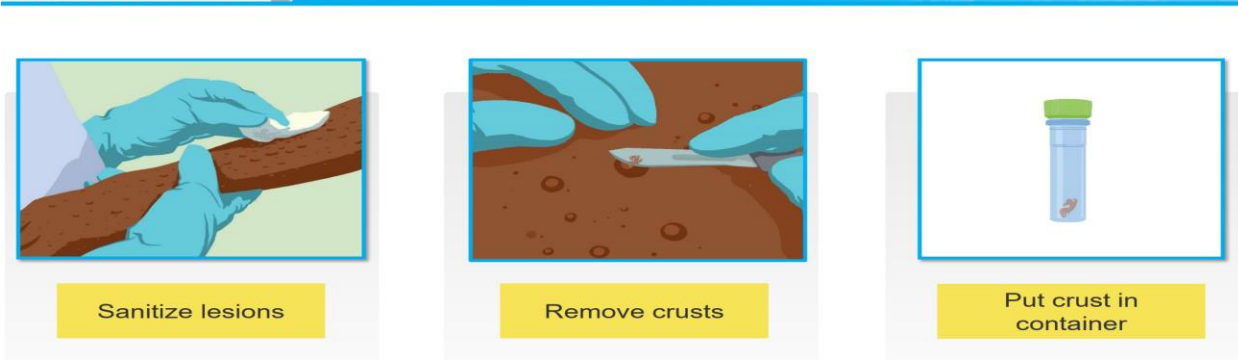 Sanitize lesions
Remove crusts
Put crust in
container